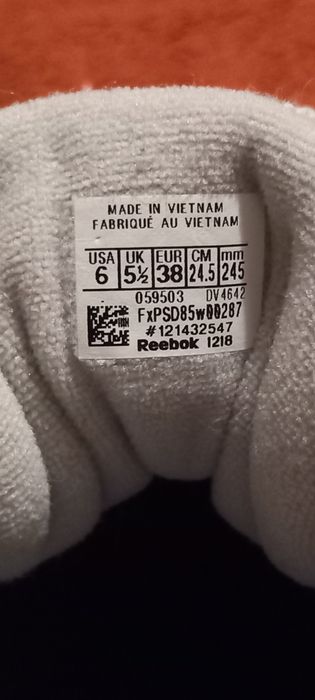 MADE IN VIETNAM
FABRIQUÉ AU VIETNAM
USA UK EUR CM mm
6 5½ 38 24.5 245
059503 DV4642
FxPSD85w00287
#121432547
Reebok 1218